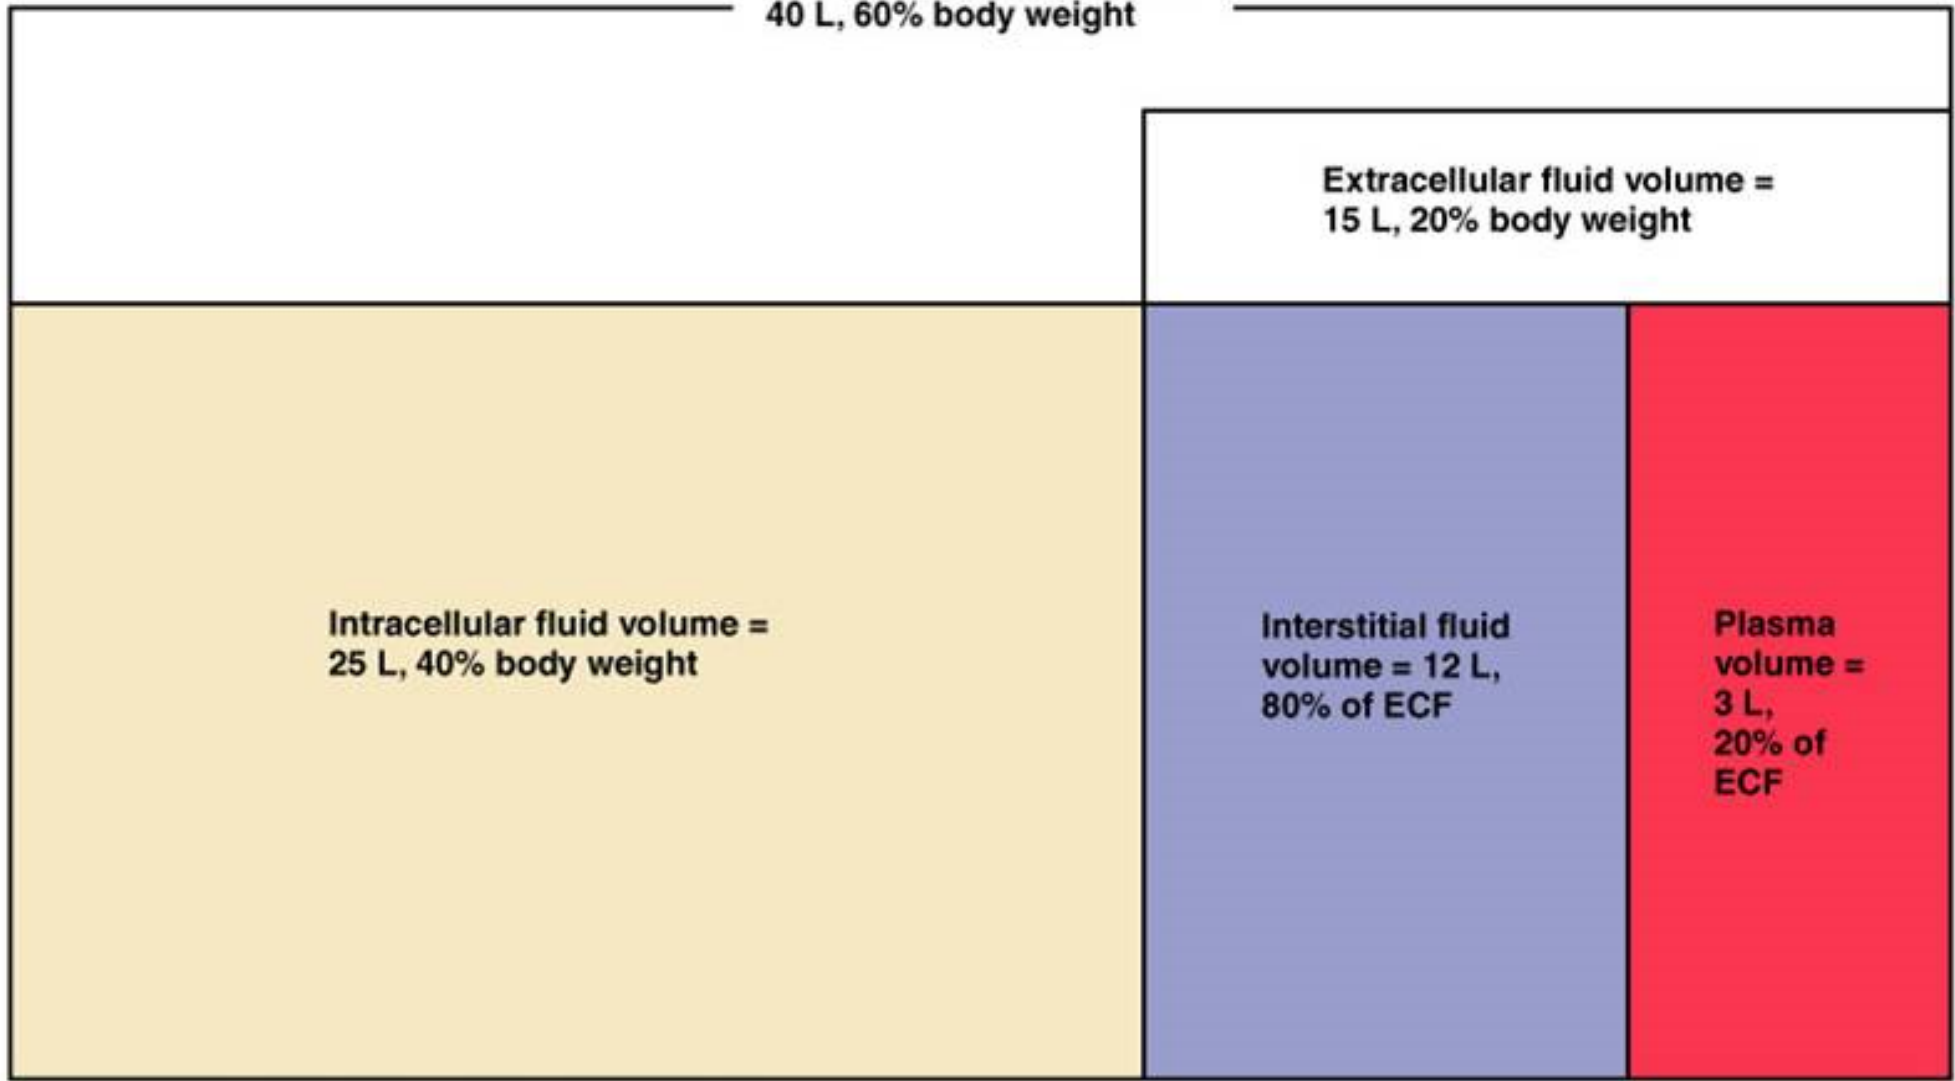 40 L, 60% body weight
Extracellular fluid volume =
15 L, 20% body weight
Intracellular fluid volume =
25 L, 40% body weight
Interstitial fluid
volume = 12 L,
80% of ECF
Plasma
volume =
3 L,
20% of
ECF